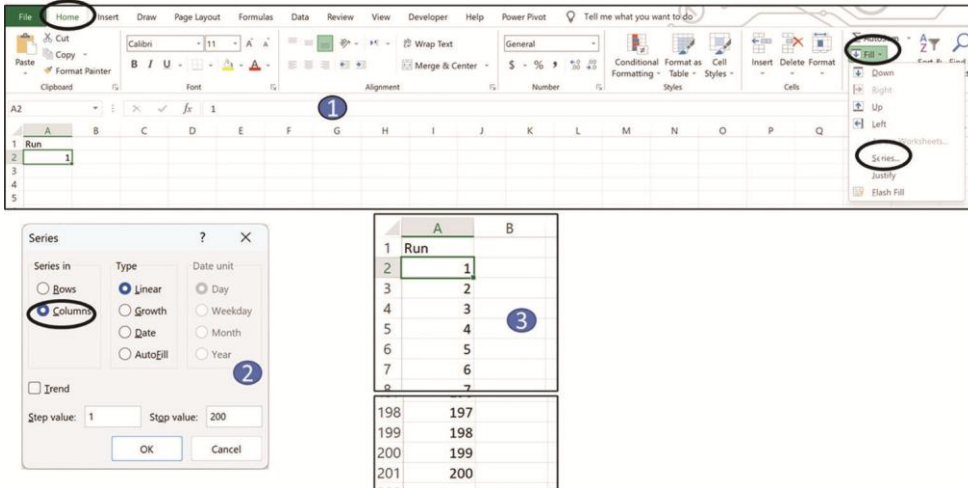 File Home Insert Draw Page Layout Formulas Data Review View Developer Help Power Pivot Tell me what you want to do
Cut
Copy
Format Painter
Paste
Clipboard
Calibri 11 A A
B I U A
Font
Wrap Text
Merge & Center
Alignment
General
$ % ,
Number
Conditional Formatting
Format as Table
Cell Styles
Styles
Insert Delete Format
Cells
Fill
Down
Right
Up
Left
Worksheets...
Series...
Justify
Flash Fill
A2 fx 1
1
A B C D E F G H I J K L M N O P Q
1 Run
2 1
3
4
5
Series ? X
Series in Type Date unit
Rows Linear Day
Columns Growth Weekday
Date Month
AutoFill Year
2
Trend
Step value: 1 Stop value: 200
OK Cancel
A B
1 Run
2 1
3 2
4 3
5 4
6 5
7 6
8 7
3
198 197
199 198
200 199
201 200